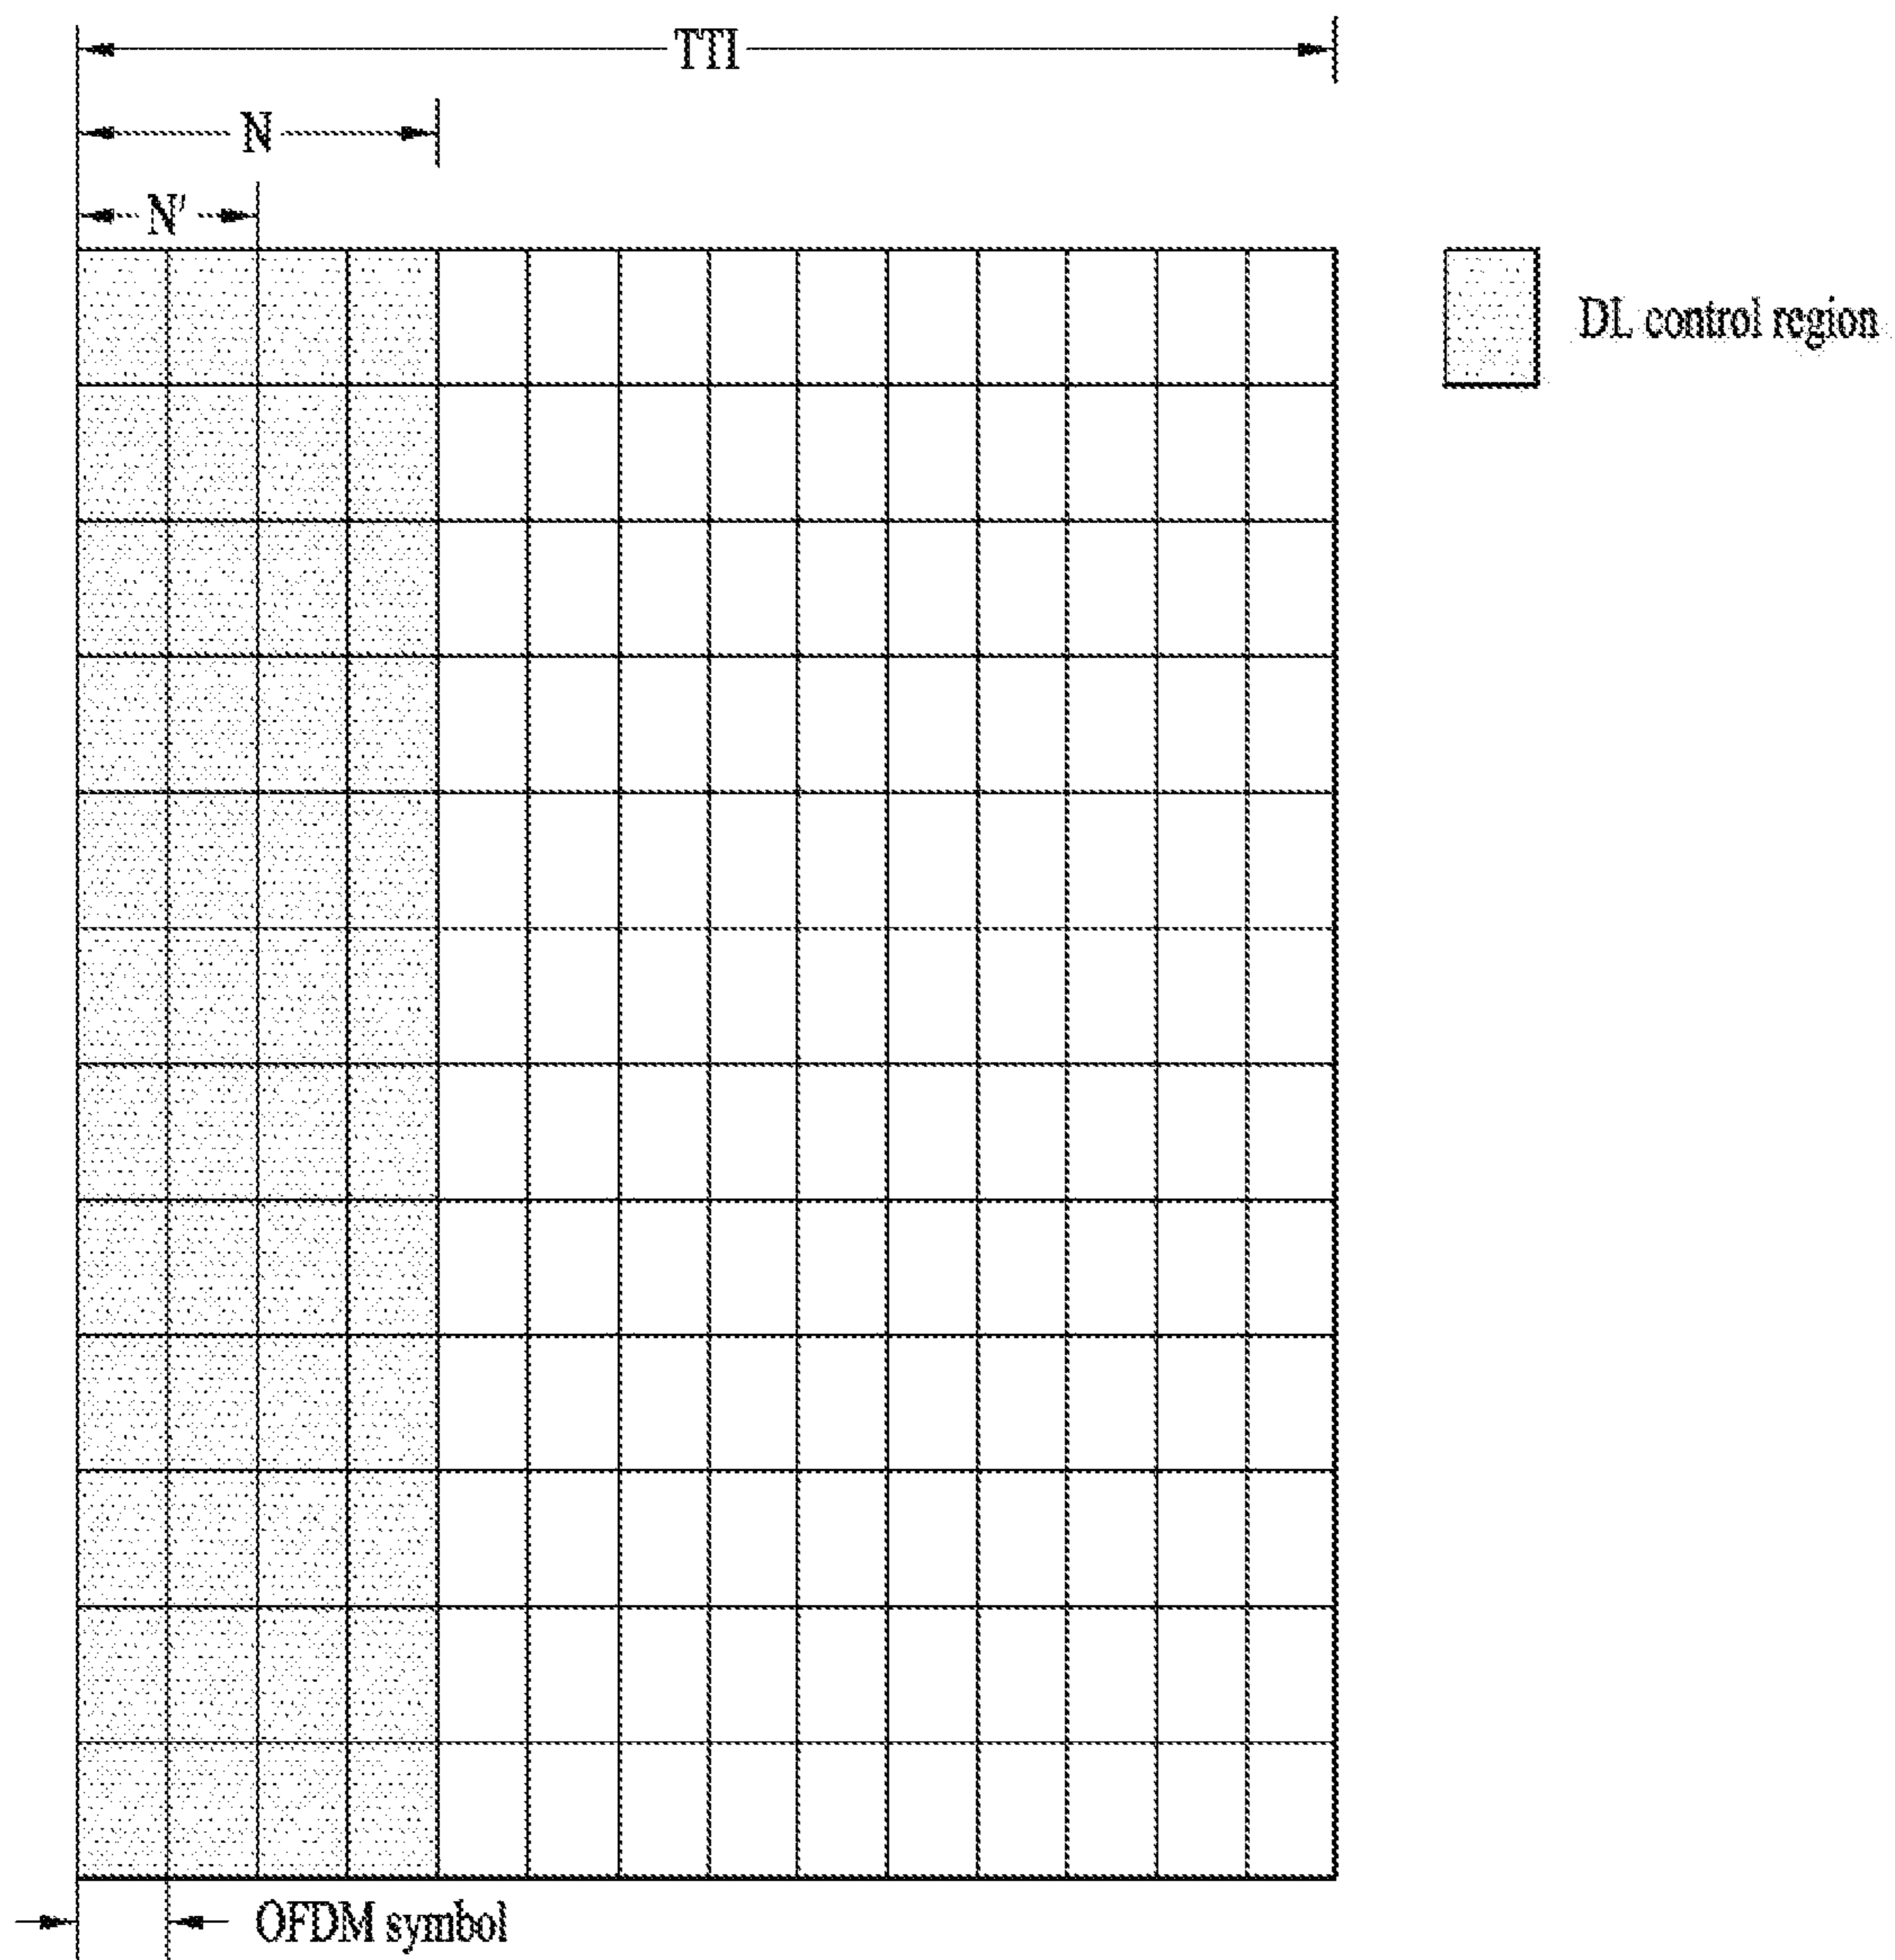 TTI
N
N'
DL control region
OFDM symbol